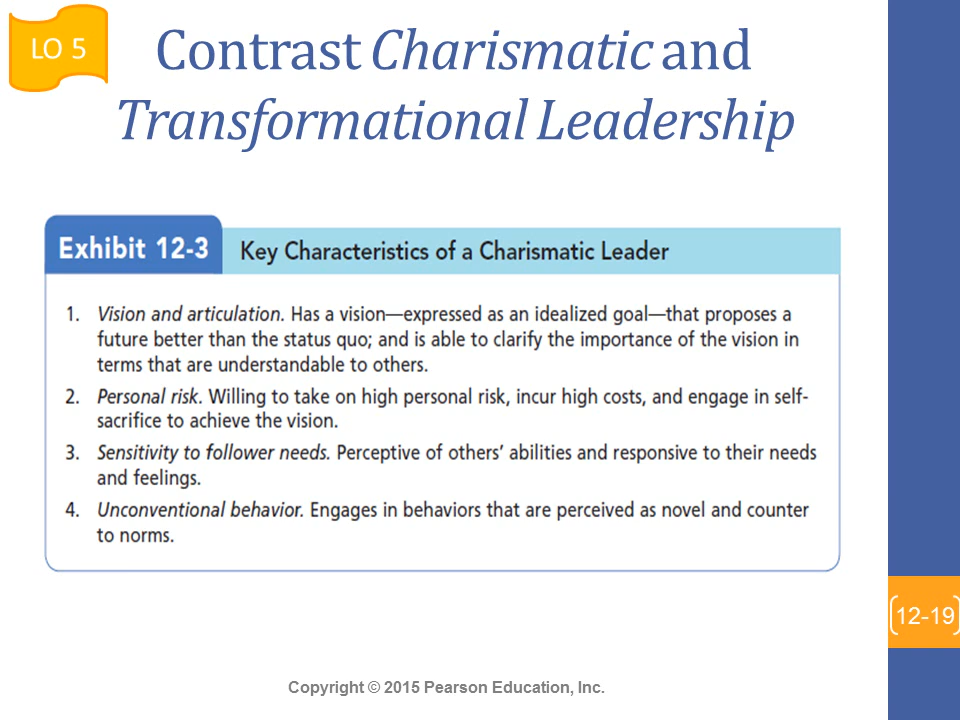 LO 5
Contrast Charismatic and
Transformational Leadership
Exhibit 12-3
Key Characteristics of a Charismatic Leader
1. Vision and articulation. Has a vision—expressed as an idealized goal—that proposes a
future better than the status quo; and is able to clarify the importance of the vision in
terms that are understandable to others.
2. Personal risk. Willing to take on high personal risk, incur high costs, and engage in self-
sacrifice to achieve the vision.
3. Sensitivity to follower needs. Perceptive of others’ abilities and responsive to their needs
and feelings.
4. Unconventional behavior. Engages in behaviors that are perceived as novel and counter
to norms.
12-19
Copyright © 2015 Pearson Education, Inc.